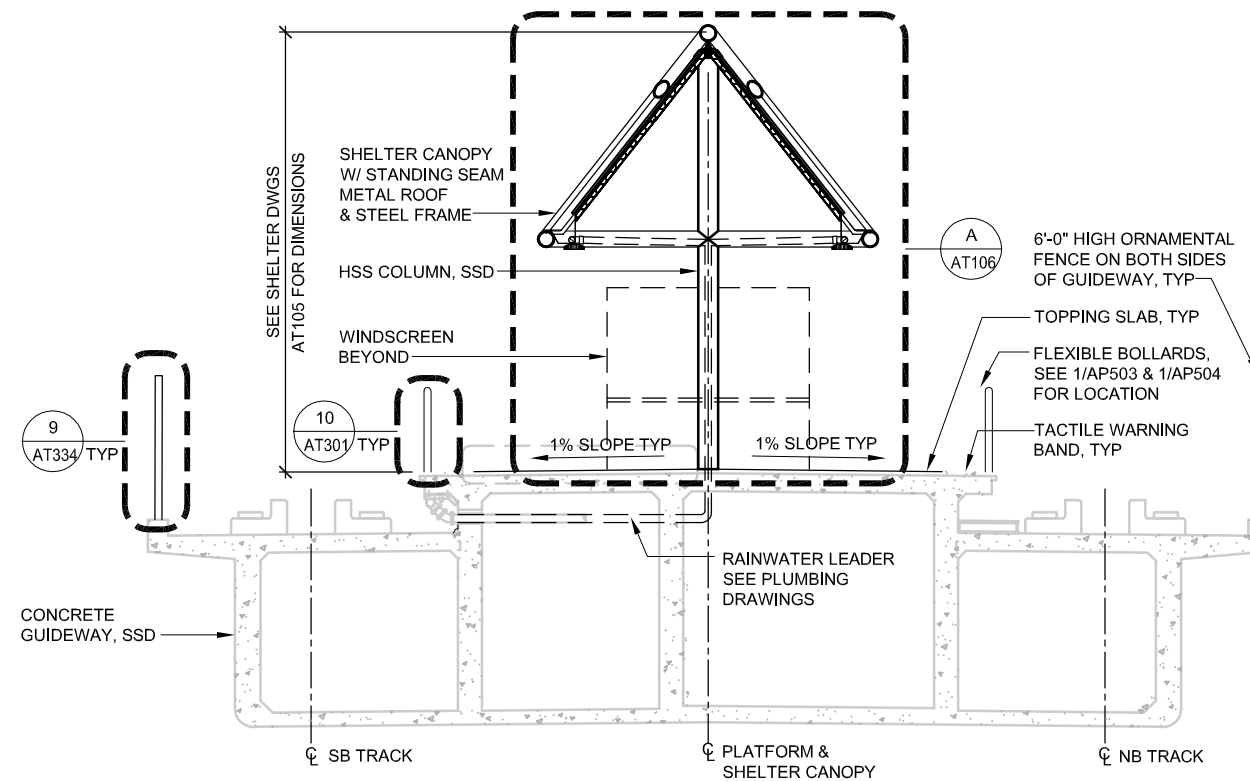 SEE SHELTER DWGS
AT105 FOR DIMENSIONS
SHELTER CANOPY
W/ STANDING SEAM
METAL ROOF
& STEEL FRAME
HSS COLUMN, SSD
WINDSCREEN
BEYOND
A
AT106
6'-0" HIGH ORNAMENTAL
FENCE ON BOTH SIDES
OF GUIDEWAY, TYP
TOPPING SLAB, TYP
FLEXIBLE BOLLARDS,
SEE 1/AP503 & 1/AP504
FOR LOCATION
TACTILE WARNING
BAND, TYP
9
AT334 TYP
10
AT301 TYP
1% SLOPE TYP
1% SLOPE TYP
RAINWATER LEADER
SEE PLUMBING
DRAWINGS
CONCRETE
GUIDEWAY, SSD
℄ SB TRACK
℄ PLATFORM &
SHELTER CANOPY
℄ NB TRACK